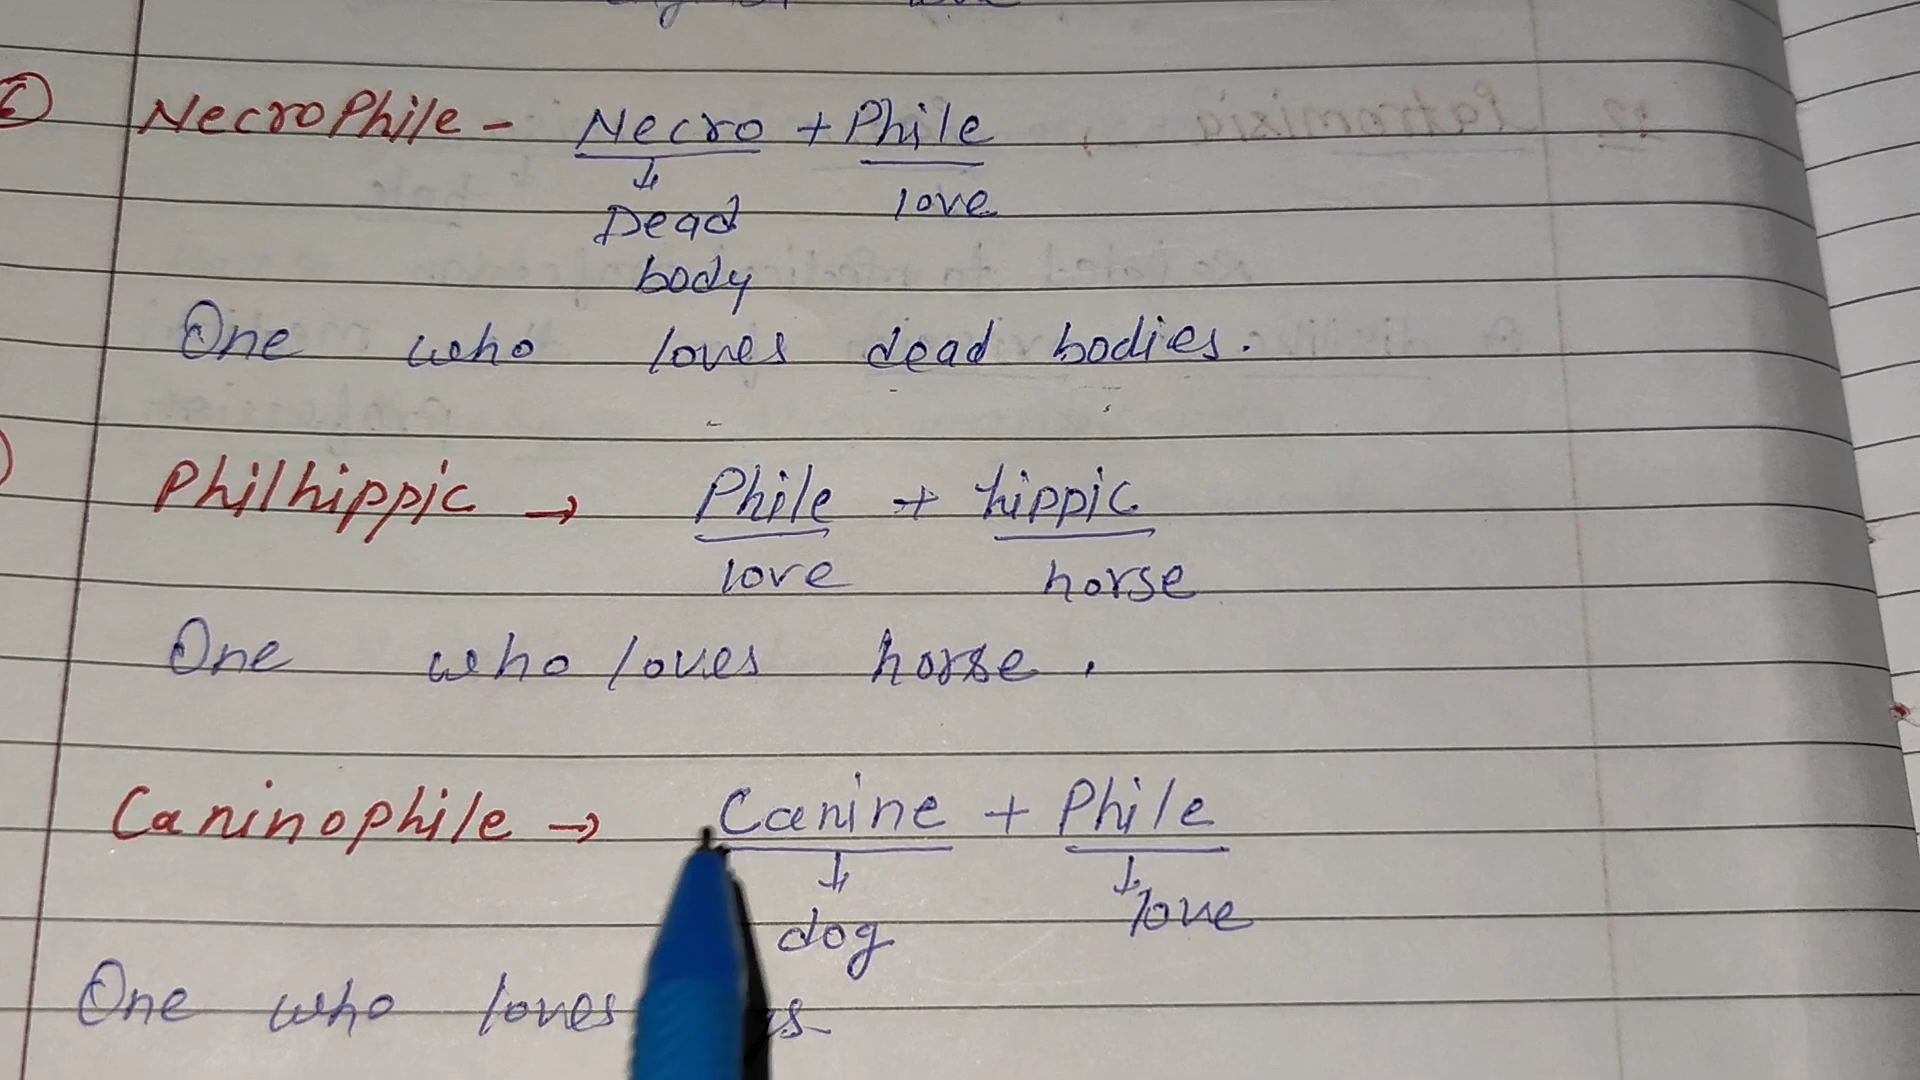 NecroPhile - Necro + Phile
Dead love
body
One who loves dead bodies.
Philhippic → Phile + hippic
love horse
One who loves horse.
Caninophile → Canine + Phile
dog love
One who loves